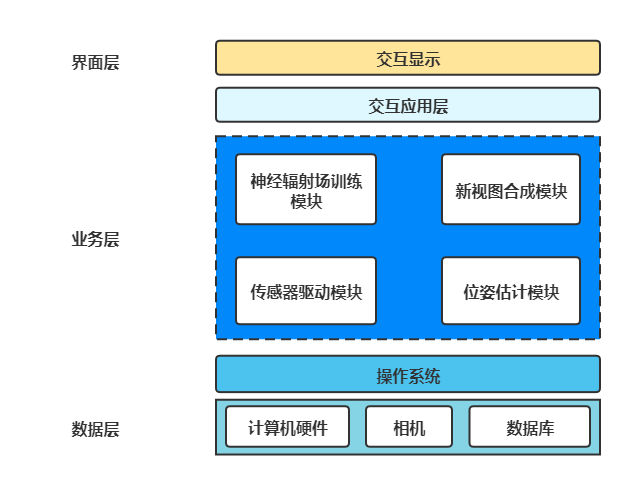 界面层
交互显示
交互应用层
业务层
神经辐射场训练
模块
新视图合成模块
传感器驱动模块
位姿估计模块
操作系统
数据层
计算机硬件
相机
数据库